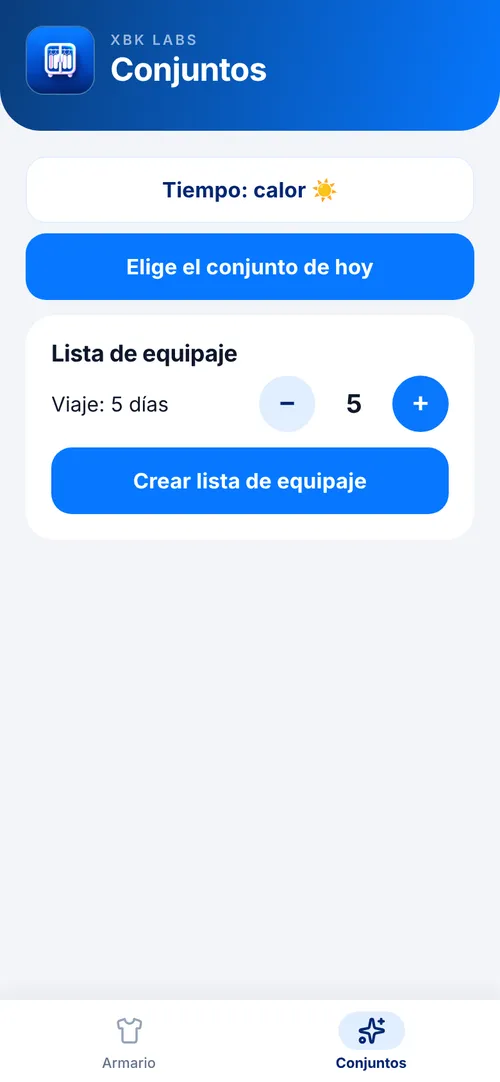 XBK LABS
Conjuntos
Tiempo: calor ☀️
Elige el conjunto de hoy
Lista de equipaje
Viaje: 5 días
− 5 +
Crear lista de equipaje
Armario
Conjuntos